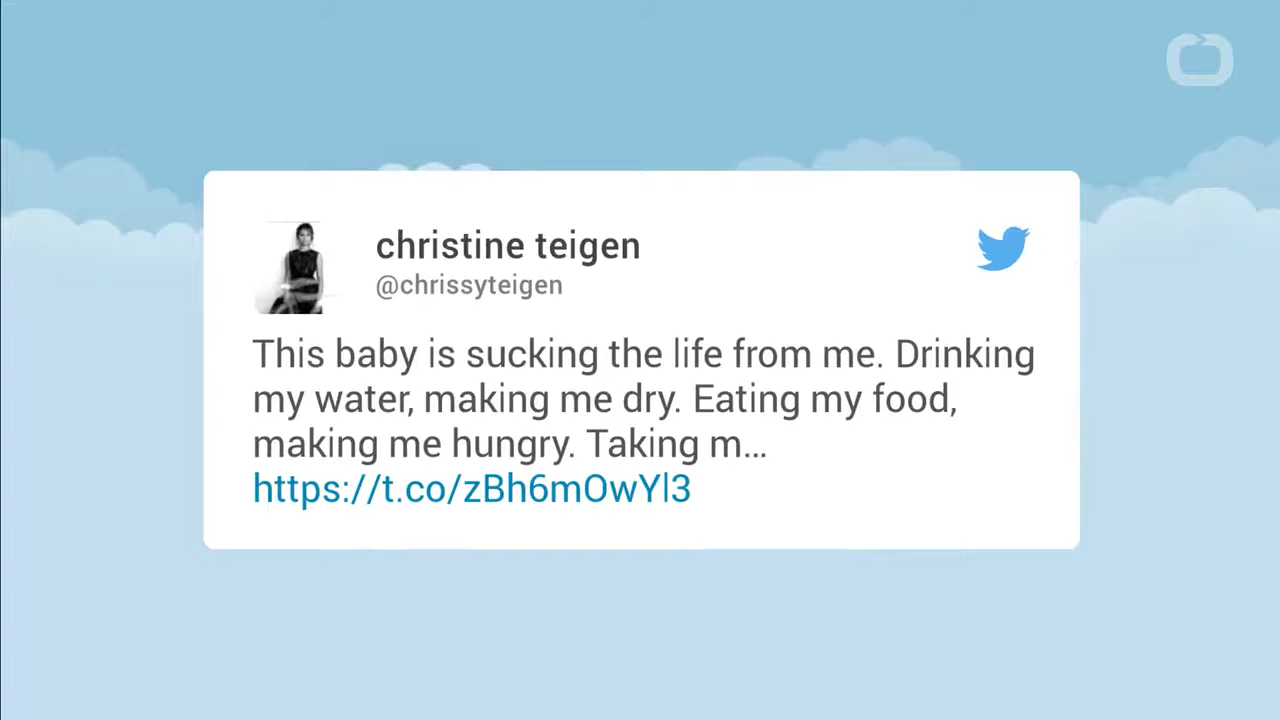 christine teigen
@chrissyteigen
This baby is sucking the life from me. Drinking
my water, making me dry. Eating my food,
making me hungry. Taking m...
https://t.co/zBh6mOwYl3